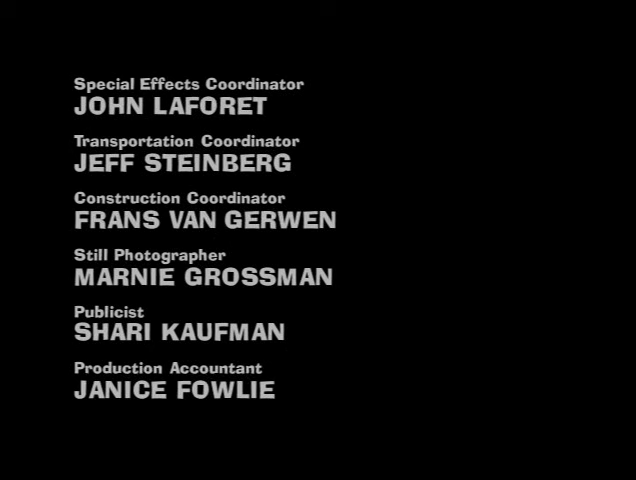 Special Effects Coordinator
JOHN LAFORET
Transportation Coordinator
JEFF STEINBERG
Construction Coordinator
FRANS VAN GERWEN
Still Photographer
MARNIE GROSSMAN
Publicist
SHARI KAUFMAN
Production Accountant
JANICE FOWLIE